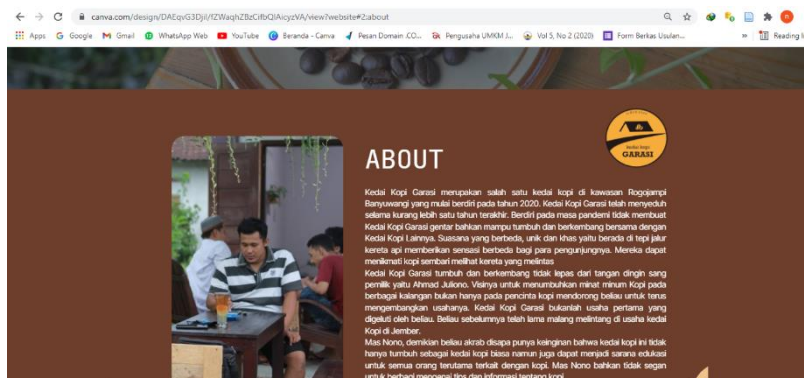 canva.com/design/DAEqvG3Djil/fZWaqhZBzCifbQIAicyzVA/view?website#2:about
Apps Google Gmail WhatsApp Web YouTube Beranda - Canva Pesan Domain .CO... Pengusaha UMKM J... Vol 5, No 2 (2020) Form Berkas Usulan... » Reading
kedai kopi
GARASI
ABOUT
Kedai Kopi Garasi merupakan salah satu kedai kopi di kawasan Rogojampi
Banyuwangi yang mulai berdiri pada tahun 2020. Kedai Kopi Garasi telah menyeduh
selama kurang lebih satu tahun terakhir. Berdiri pada masa pandemi tidak membuat
Kedai Kopi Garasi gentar bahkan mampu tumbuh dan berkembang bersama dengan
Kedai Kopi Lainnya. Suasana yang berbeda, unik dan khas yaitu berada di tepi jalur
kereta api memberikan sensasi berbeda bagi para pengunjungnya. Mereka dapat
menikmati kopi sembari melihat kereta yang melintas
Kedai Kopi Garasi tumbuh dan berkembang tidak lepas dari tangan dingin sang
pemilik yaitu Ahmad Juliono. Visinya untuk menumbuhkan minat minum Kopi pada
berbagai kalangan bukan hanya pada pencinta kopi mendorong beliau untuk terus
mengembangkan usahanya. Kedai Kopi Garasi bukanlah usaha pertama yang
digeluti oleh beliau. Beliau sebelumnya telah lama malang melintang di usaha kedai
Kopi di Jember.
Mas Nono, demikian beliau akrab disapa punya keinginan bahwa kedai kopi ini tidak
hanya tumbuh sebagai kedai kopi biasa namun juga dapat menjadi sarana edukasi
untuk semua orang terutama terkait dengan kopi. Mas Nono bahkan tidak segan
untuk berbagi mengenai tips dan informasi tentang kopi.